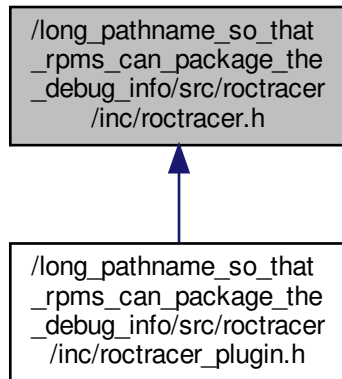 /long_pathname_so_that
_rpms_can_package_the
_debug_info/src/roctracer
/inc/roctracer.h
/long_pathname_so_that
_rpms_can_package_the
_debug_info/src/roctracer
/inc/roctracer_plugin.h